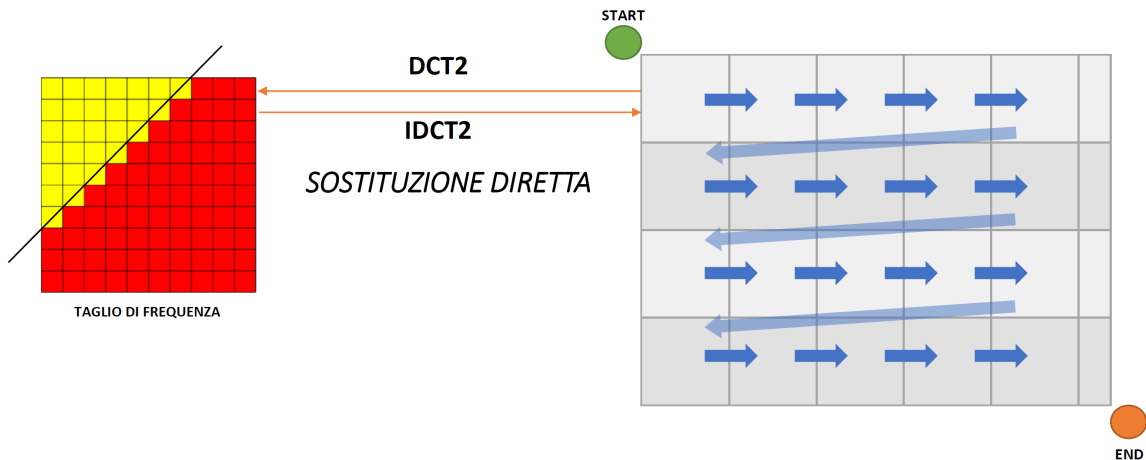 START
DCT2
IDCT2
SOSTITUZIONE DIRETTA
TAGLIO DI FREQUENZA
END